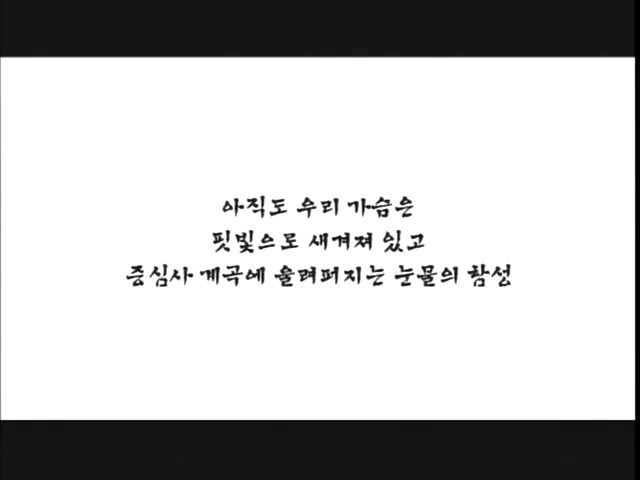 아직도 우리 가슴은
핏빛으로 새겨져 있고
증심사 계곡에 울려퍼지는 눈물의 함성